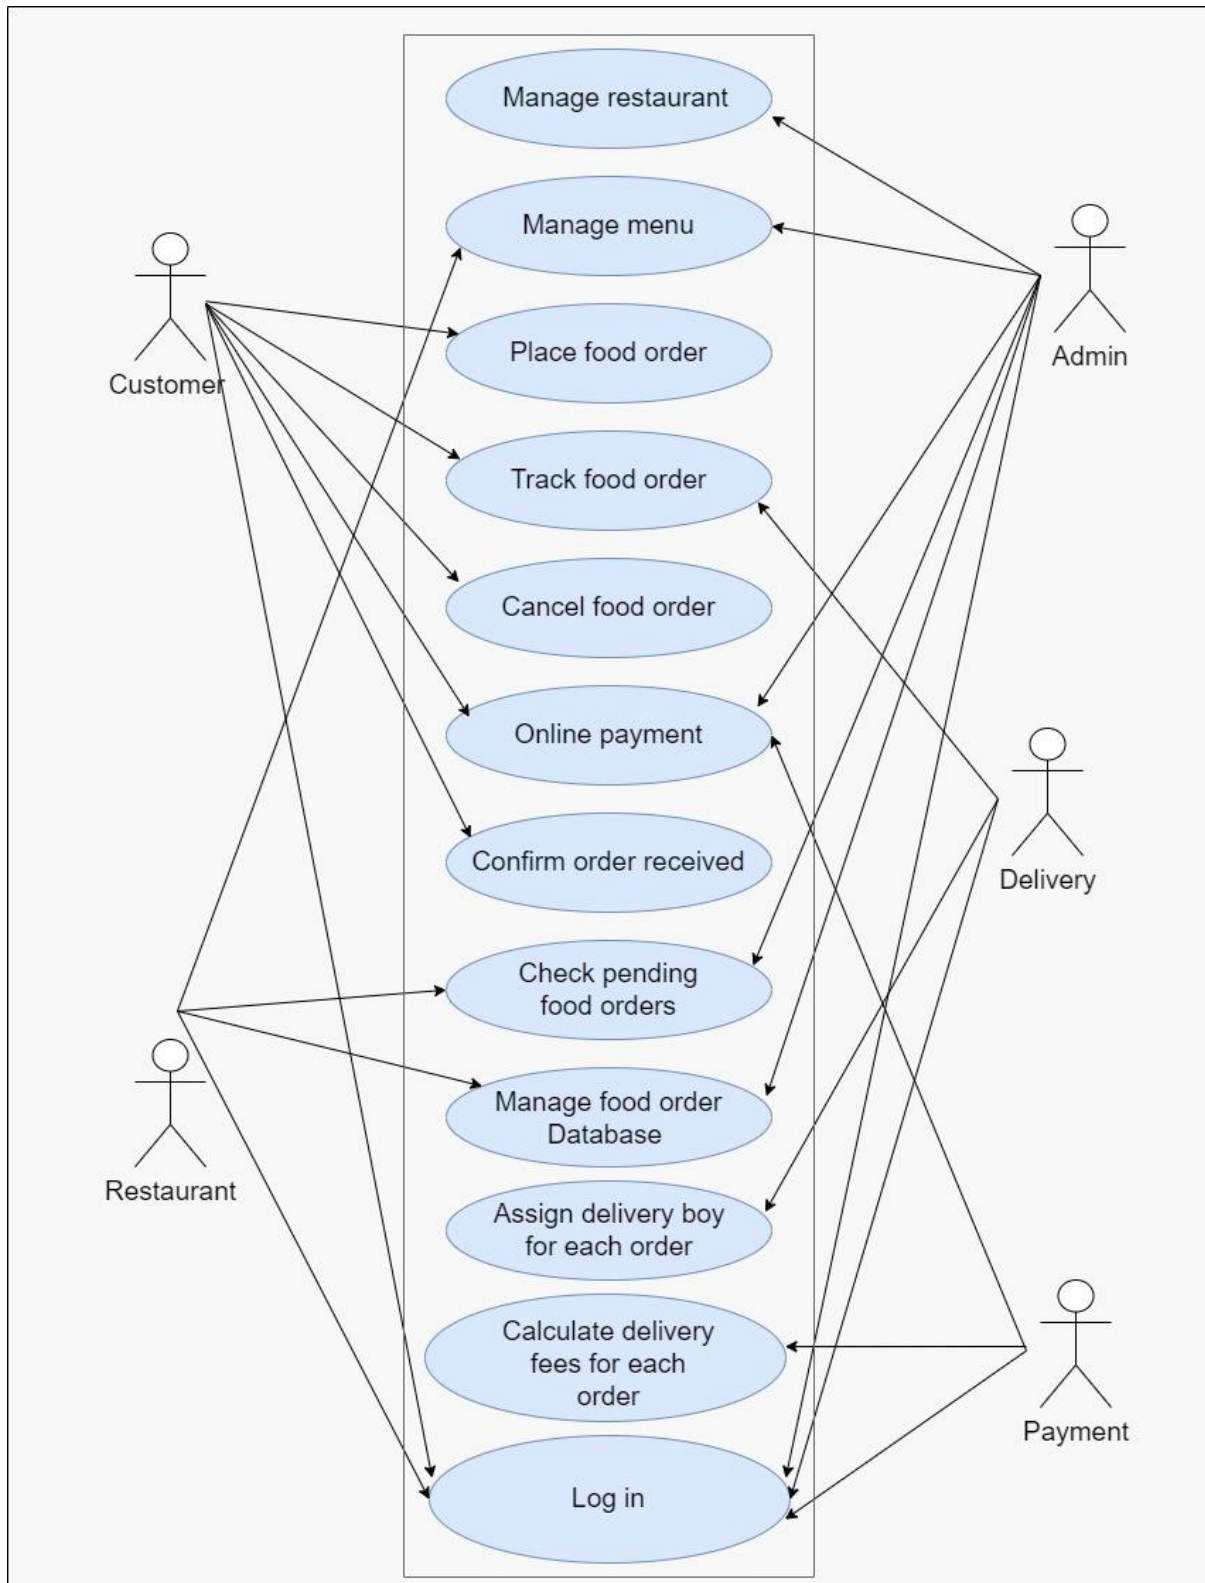 Manage restaurant
Manage menu
Customer
Place food order
Admin
Track food order
Cancel food order
Online payment
Confirm order received
Delivery
Check pending
food orders
Manage food order
Database
Restaurant
Assign delivery boy
for each order
Calculate delivery
fees for each
order
Payment
Log in